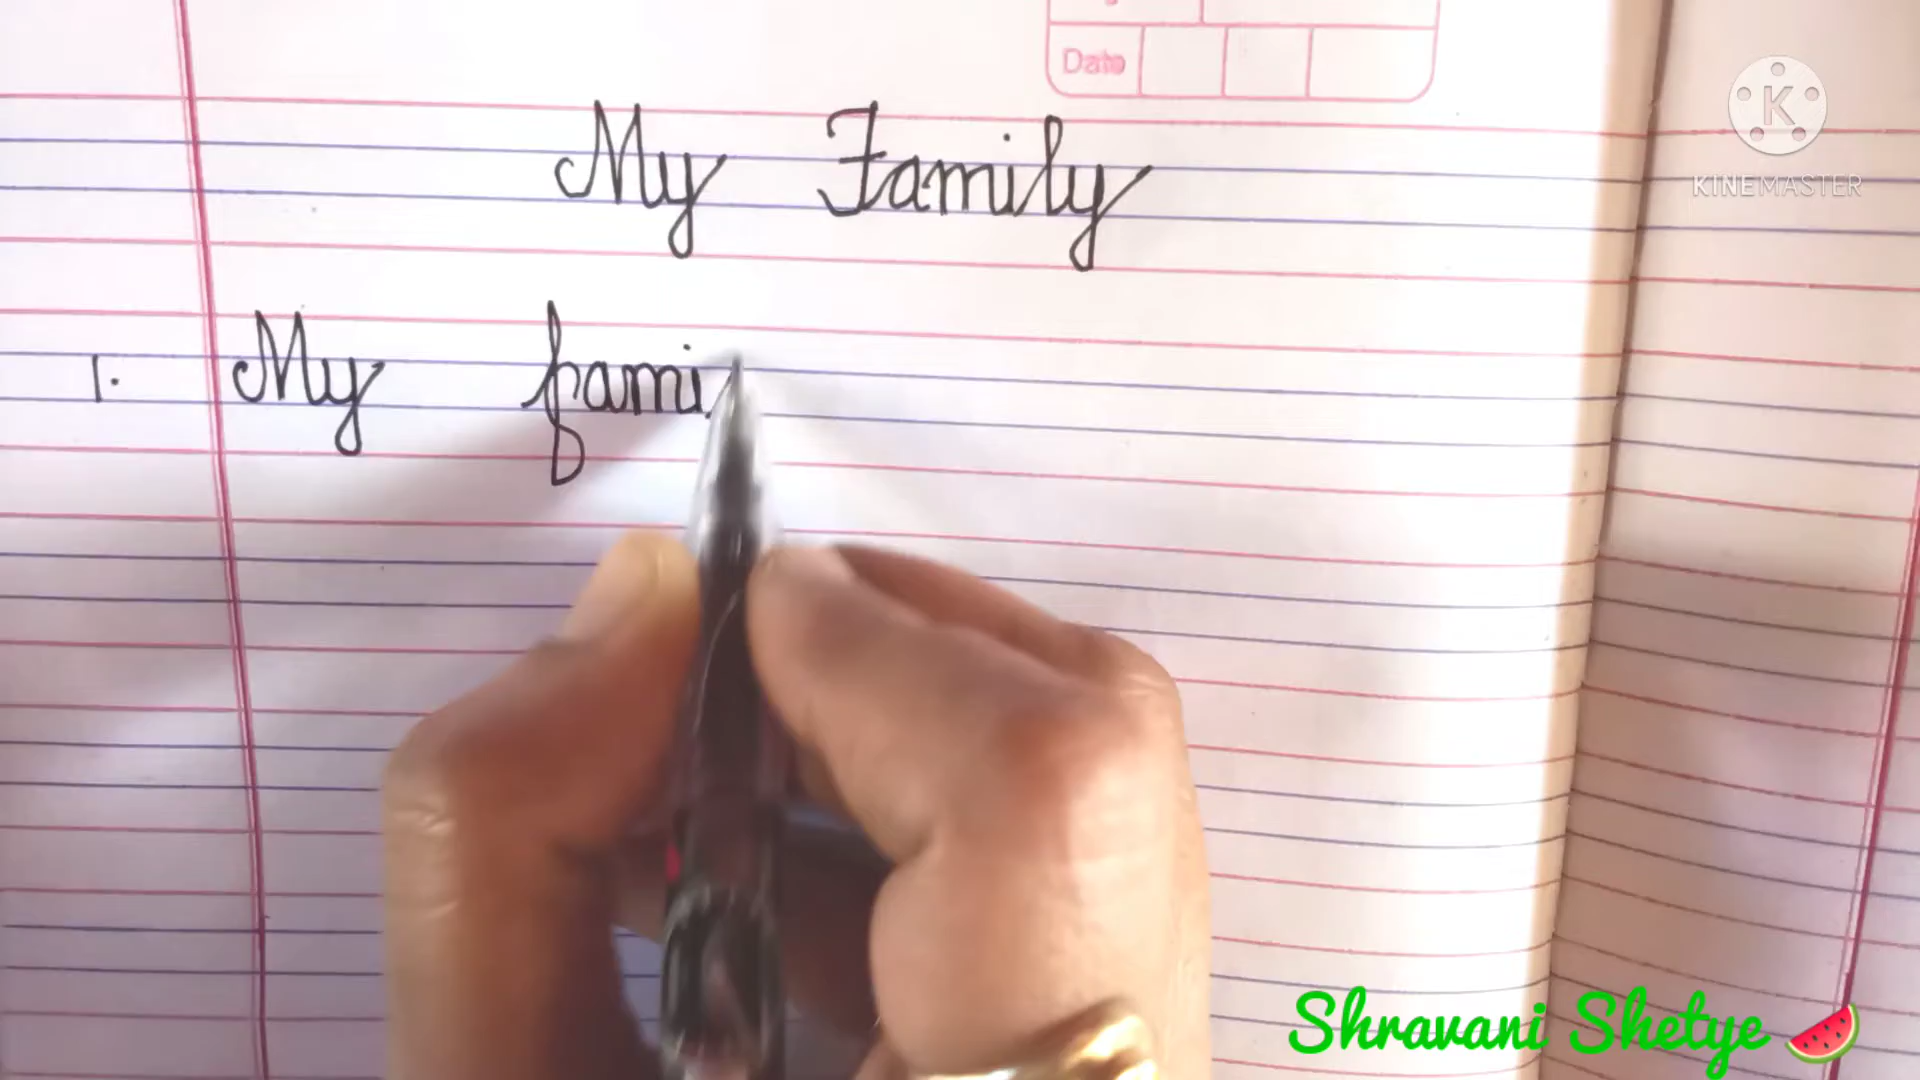 Date
K
KINEMASTER
My Family
1. My fami
Shravani Shetye